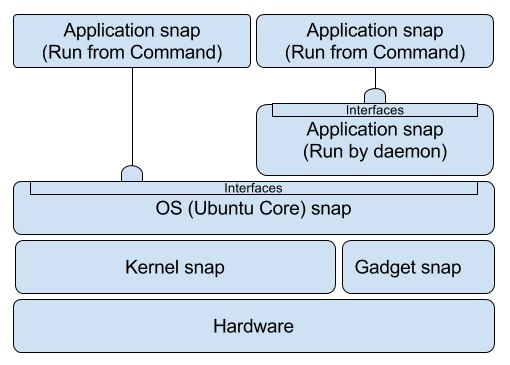 Application snap
(Run from Command)
Application snap
(Run from Command)
Interfaces
Application snap
(Run by daemon)
Interfaces
OS (Ubuntu Core) snap
Kernel snap
Gadget snap
Hardware